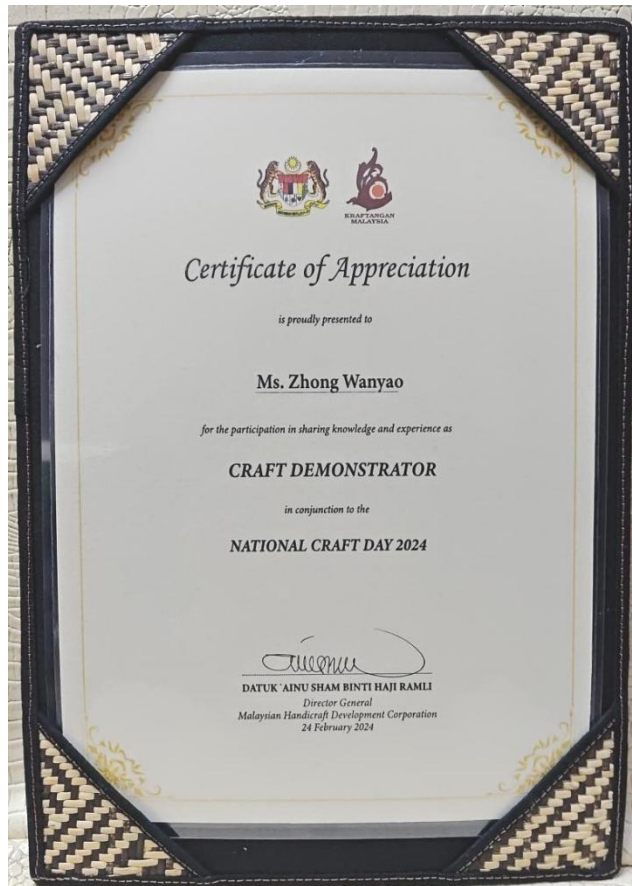 KRAFTANGAN
MALAYSIA
Certificate of Appreciation
is proudly presented to
Ms. Zhong Wanyao
for the participation in sharing knowledge and experience as
CRAFT DEMONSTRATOR
in conjunction to the
NATIONAL CRAFT DAY 2024
DATUK `AINU SHAM BINTI HAJI RAMLI
Director General
Malaysian Handicraft Development Corporation
24 February 2024